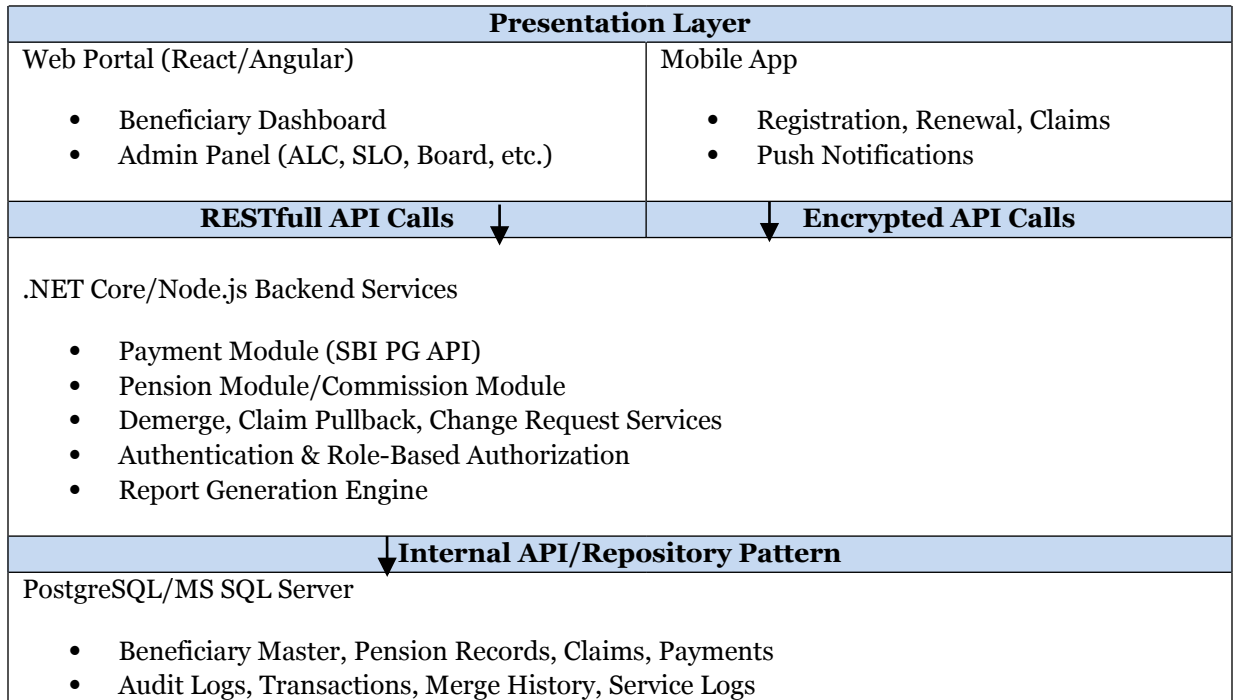 Presentation Layer
Web Portal (React/Angular)
• Beneficiary Dashboard
• Admin Panel (ALC, SLO, Board, etc.)
Mobile App
• Registration, Renewal, Claims
• Push Notifications
RESTfull API Calls
Encrypted API Calls
.NET Core/Node.js Backend Services
• Payment Module (SBI PG API)
• Pension Module/Commission Module
• Demerge, Claim Pullback, Change Request Services
• Authentication & Role-Based Authorization
• Report Generation Engine
Internal API/Repository Pattern
PostgreSQL/MS SQL Server
• Beneficiary Master, Pension Records, Claims, Payments
• Audit Logs, Transactions, Merge History, Service Logs